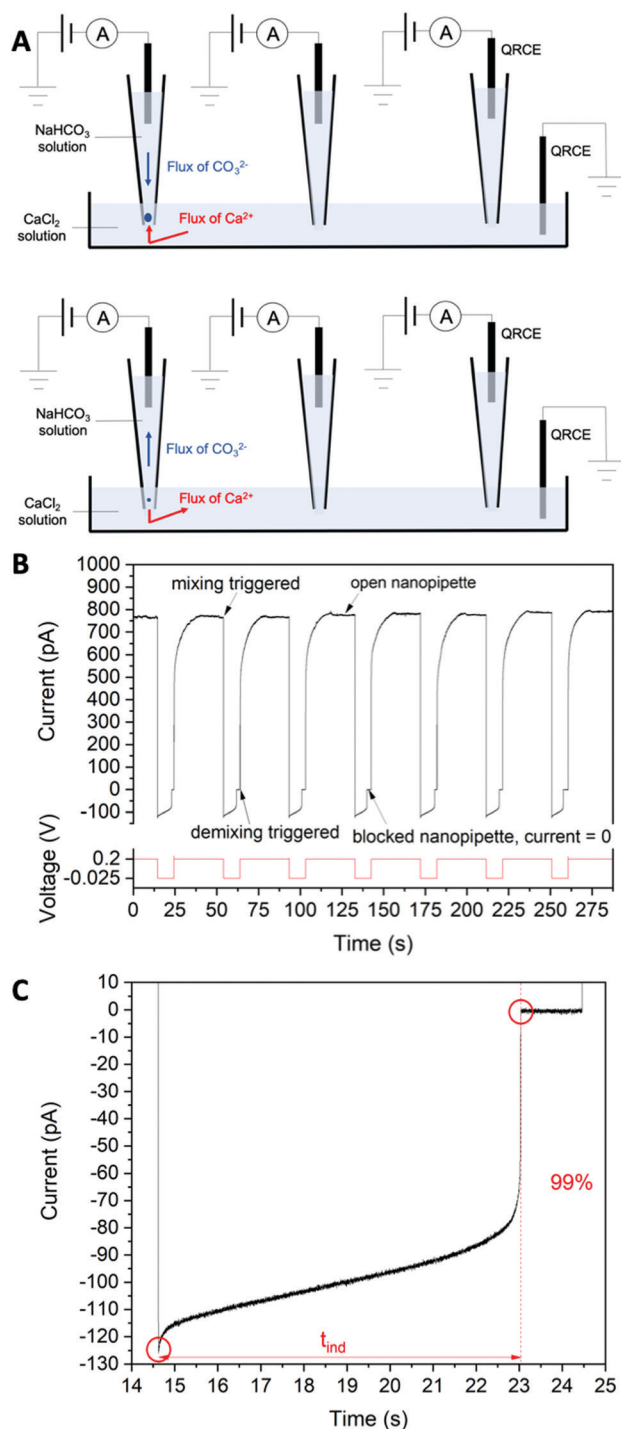 A
A
A
A
QRCE
NaHCO3
solution
Flux of CO3²⁻
QRCE
CaCl2
solution
Flux of Ca²⁺
A
A
A
QRCE
NaHCO3
solution
Flux of CO3²⁻
QRCE
CaCl2
solution
Flux of Ca²⁺
B
1000
900
800
700
600
500
400
300
200
100
0
-100
Current (pA)
mixing triggered
open nanopipette
demixing triggered
blocked nanopipette, current = 0
Voltage (V)
0.2
-0.025
0 25 50 75 100 125 150 175 200 225 250 275
Time (s)
C
10
0
-10
-20
-30
-40
-50
-60
-70
-80
-90
-100
-110
-120
-130
Current (pA)
99%
tind
14 15 16 17 18 19 20 21 22 23 24 25
Time (s)